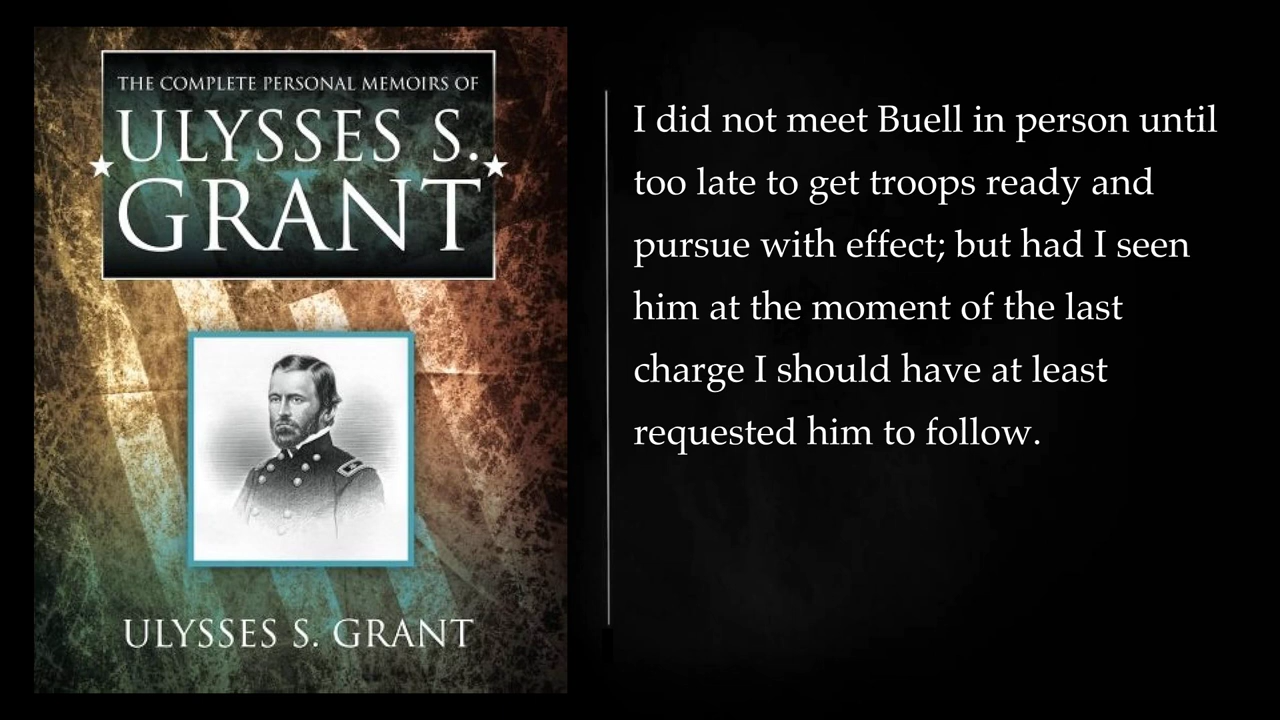 THE COMPLETE PERSONAL MEMOIRS OF
ULYSSES S.
GRANT
ULYSSES S. GRANT
I did not meet Buell in person until
too late to get troops ready and
pursue with effect; but had I seen
him at the moment of the last
charge I should have at least
requested him to follow.